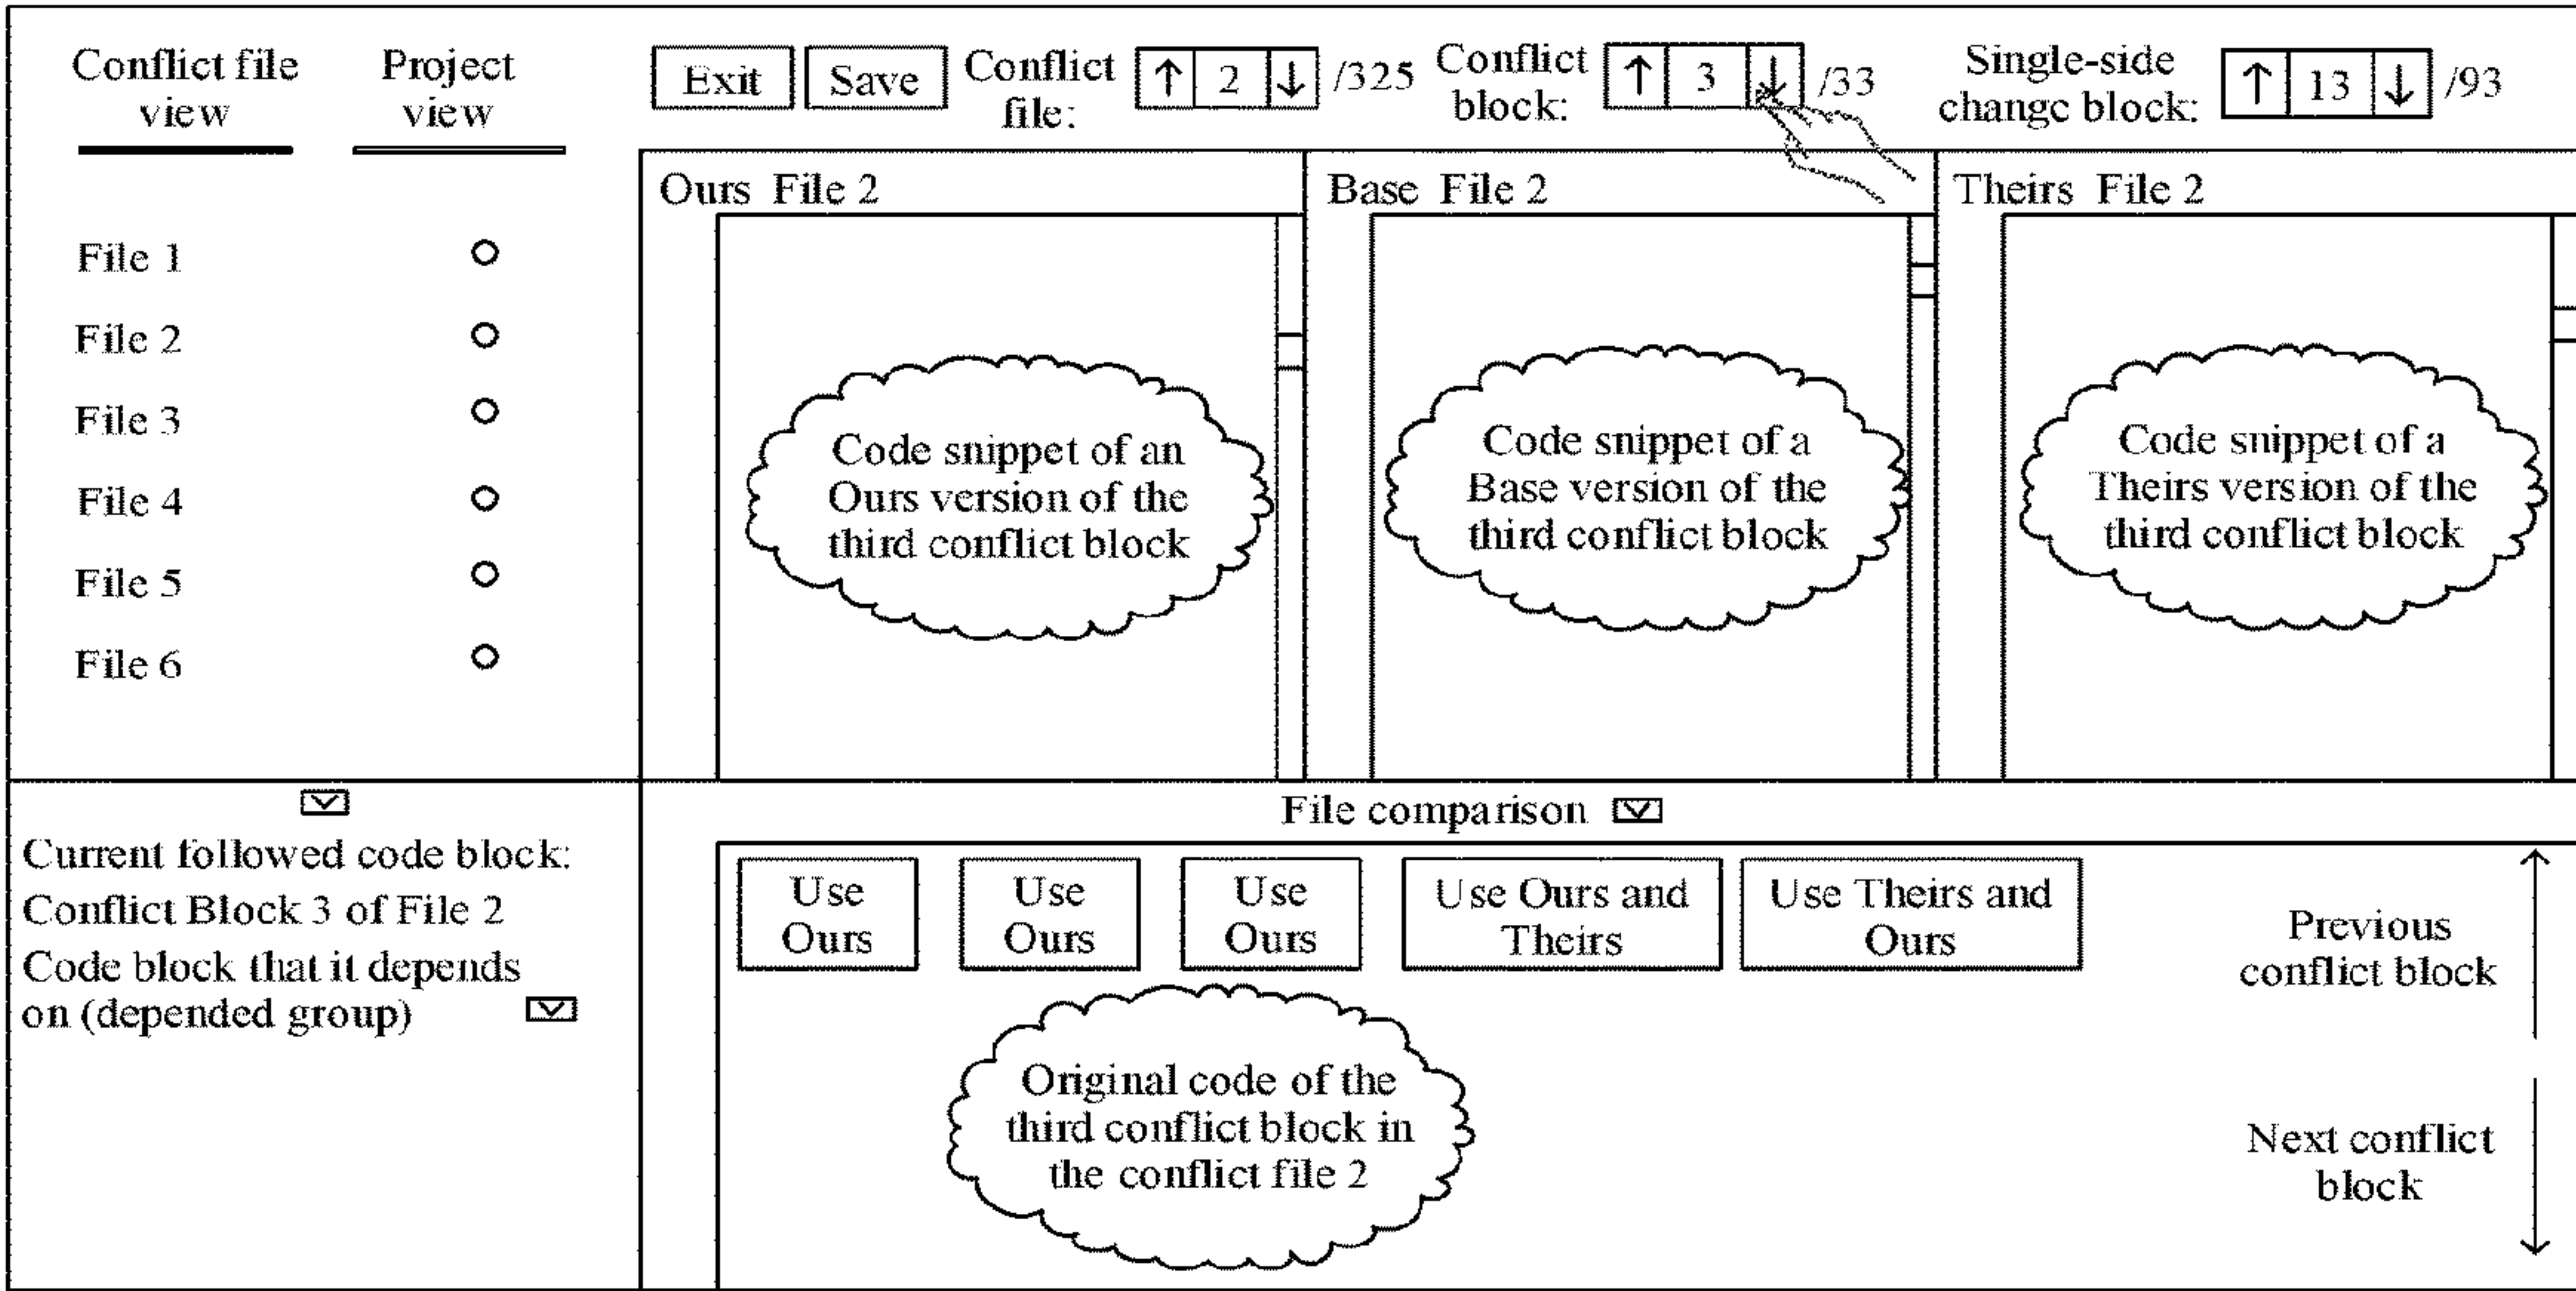 Conflict file
view
Project
view
Exit
Save
Conflict
file:
↑ 2 ↓ /325
Conflict
block:
↑ 3 ↓ /33
Single-side
change block:
↑ 13 ↓ /93
File 1
File 2
File 3
File 4
File 5
File 6
Ours File 2
Code snippet of an
Ours version of the
third conflict block
Base File 2
Code snippet of a
Base version of the
third conflict block
Theirs File 2
Code snippet of a
Theirs version of the
third conflict block
Current followed code block:
Conflict Block 3 of File 2
Code block that it depends
on (depended group)
File comparison
Use
Ours
Use
Ours
Use
Ours
Use Ours and
Theirs
Use Theirs and
Ours
Original code of the
third conflict block in
the conflict file 2
Previous
conflict block
Next conflict
block